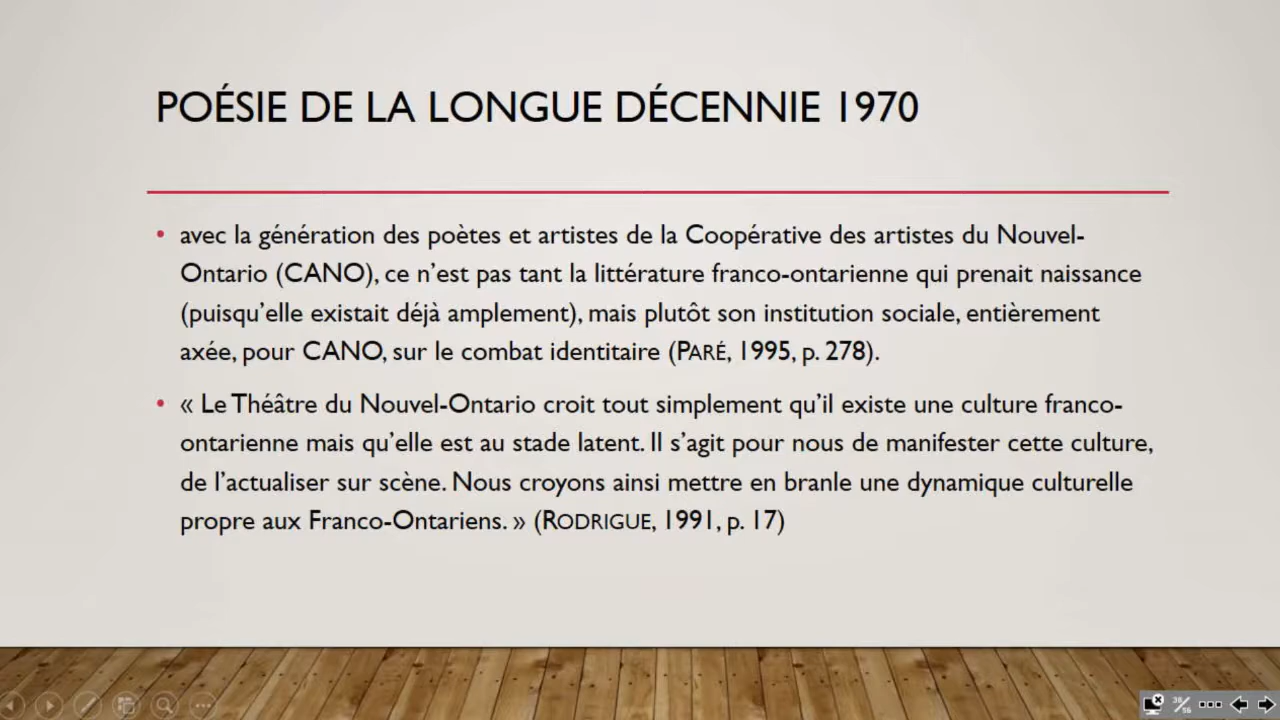 POÉSIE DE LA LONGUE DÉCENNIE 1970
• avec la génération des poètes et artistes de la Coopérative des artistes du Nouvel-
Ontario (CANO), ce n’est pas tant la littérature franco-ontarienne qui prenait naissance
(puisqu’elle existait déjà amplement), mais plutôt son institution sociale, entièrement
axée, pour CANO, sur le combat identitaire (PARÉ, 1995, p. 278).
• « Le Théâtre du Nouvel-Ontario croit tout simplement qu’il existe une culture franco-
ontarienne mais qu’elle est au stade latent. Il s’agit pour nous de manifester cette culture,
de l’actualiser sur scène. Nous croyons ainsi mettre en branle une dynamique culturelle
propre aux Franco-Ontariens. » (RODRIGUE, 1991, p. 17)
38/56